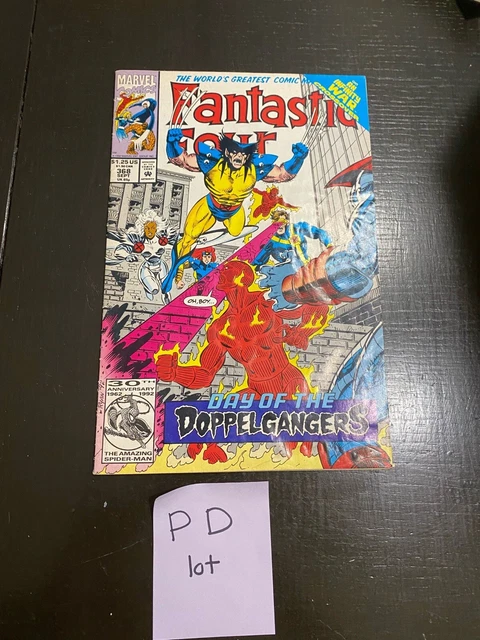 THE WORLD'S GREATEST COMIC
MARVEL
COMICS
INFINITY
WAR
Fantastic
Four
$1.25 US
368
SEPT
OH, BOY...
30TH
ANNIVERSARY
1962 1992
THE AMAZING
SPIDER-MAN
DAY OF THE
DOPPELGANGERS
PD
lot